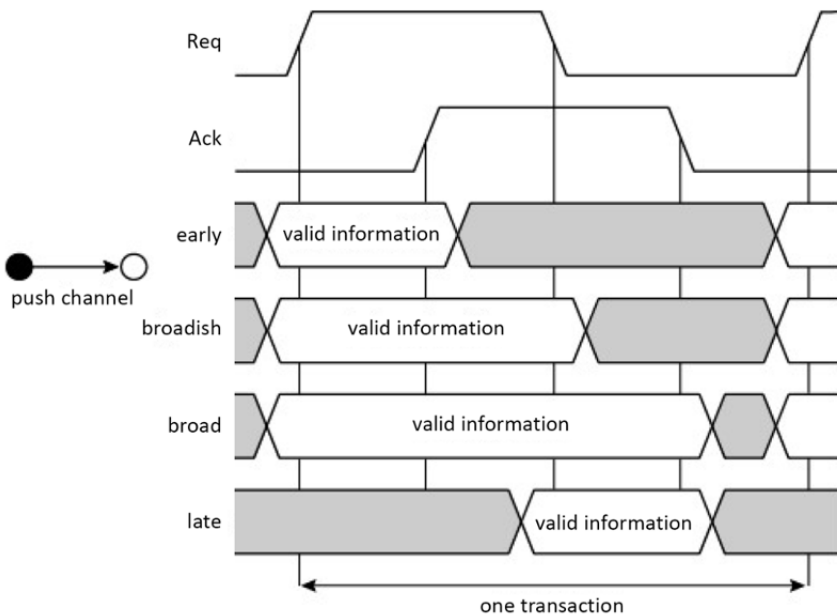 Req
Ack
early
valid information
push channel
broadish
valid information
broad
valid information
late
valid information
one transaction